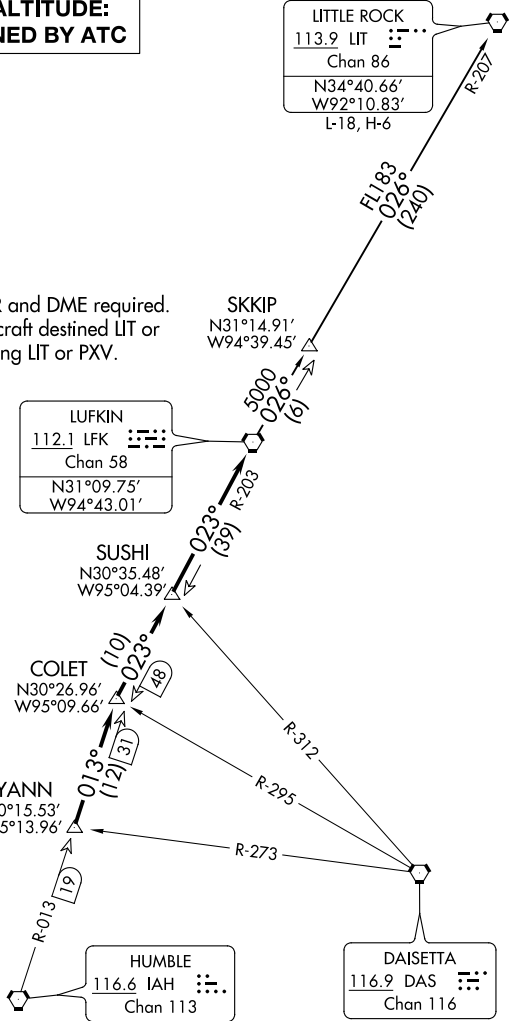 ALTITUDE:
NED BY ATC
LITTLE ROCK
113.9 LIT
Chan 86
N34°40.66'
W92°10.83'
L-18, H-6
R-207
FL183
026°
(240)
R and DME required.
craft destined LIT or
ng LIT or PXV.
SKKIP
N31°14.91'
W94°39.45'
5000
026°
(6)
LUFKIN
112.1 LFK
Chan 58
N31°09.75'
W94°43.01'
R-203
023°
(39)
SUSHI
N30°35.48'
W95°04.39'
(10)
023°
48
COLET
N30°26.96'
W95°09.66'
R-312
R-295
R-273
013°
(12)
31
YANN
0°15.53'
5°13.96'
R-013
19
HUMBLE
116.6 IAH
Chan 113
DAISETTA
116.9 DAS
Chan 116